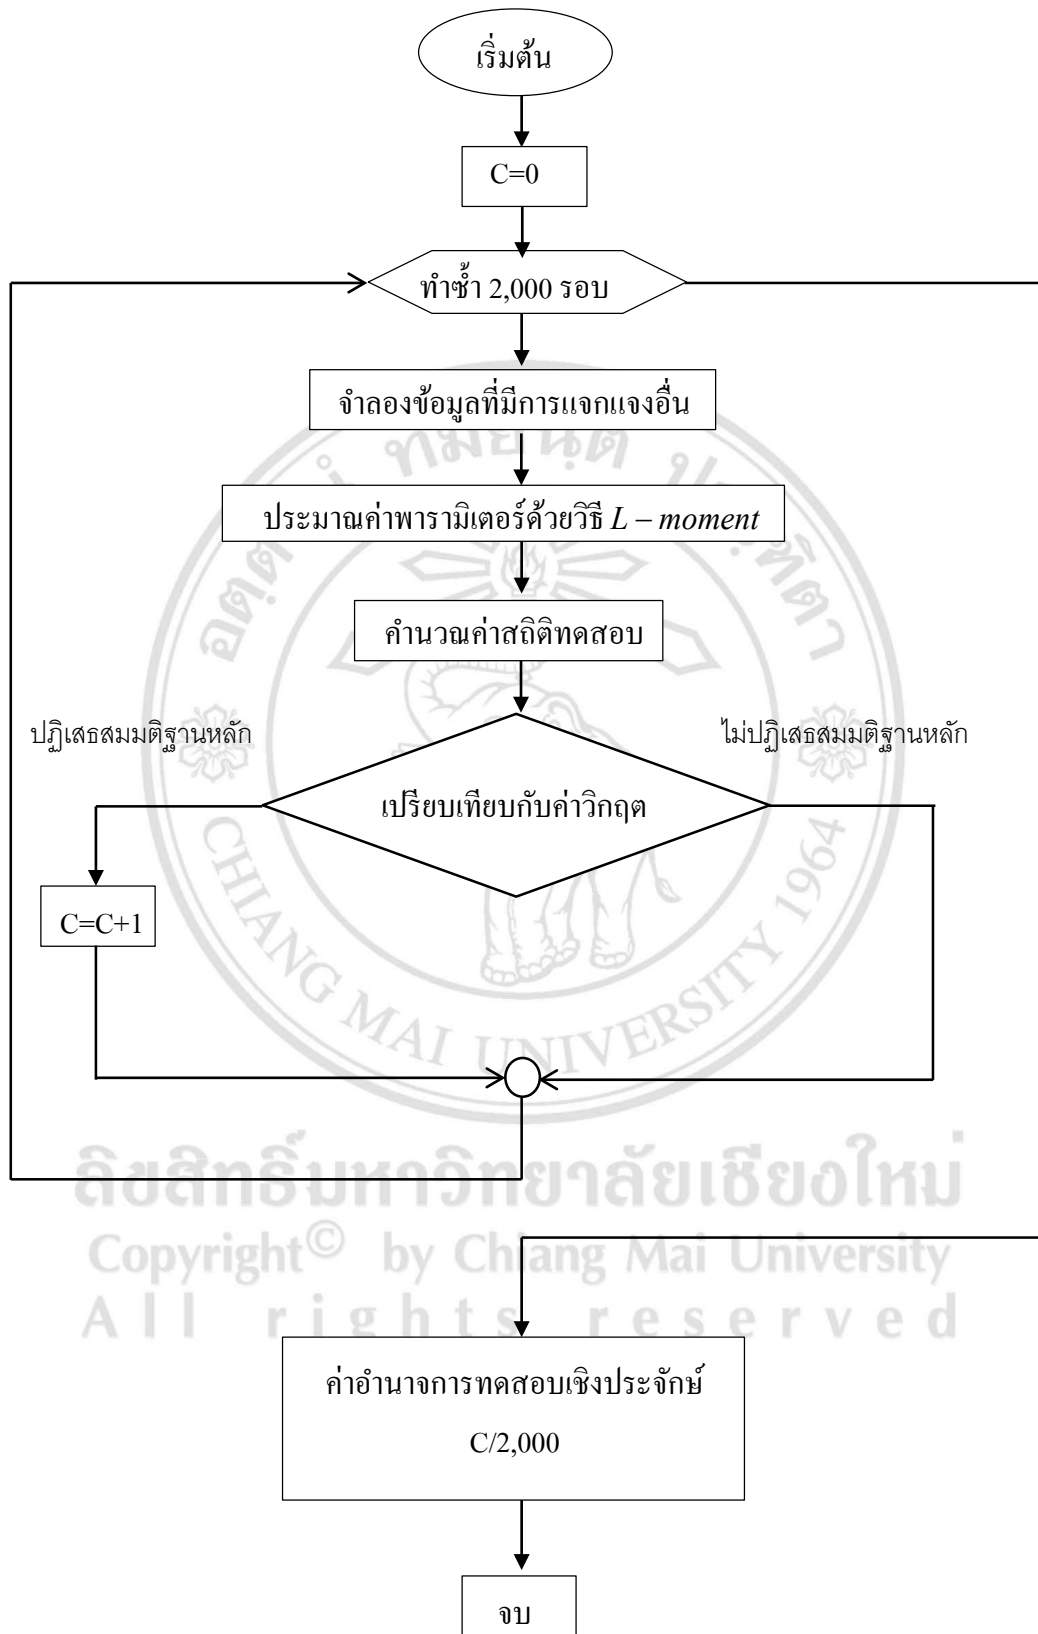 เริ่มต้น
C=0
ทำซ้ำ 2,000 รอบ
จำลองข้อมูลที่มีการแจกแจงอื่น
ประมาณค่าพารามิเตอร์ด้วยวิธี L – moment
คำนวณค่าสถิติทดสอบ
ปฏิเสธสมมติฐานหลัก
ไม่ปฏิเสธสมมติฐานหลัก
เปรียบเทียบกับค่าวิกฤต
C=C+1
CHIANG MAI UNIVERSITY 1964
ลิขสิทธิ์มหาวิทยาลัยเชียงใหม่
Copyright© by Chiang Mai University
All rights reserved
ค่าอำนาจการทดสอบเชิงประจักษ์
C/2,000
จบ